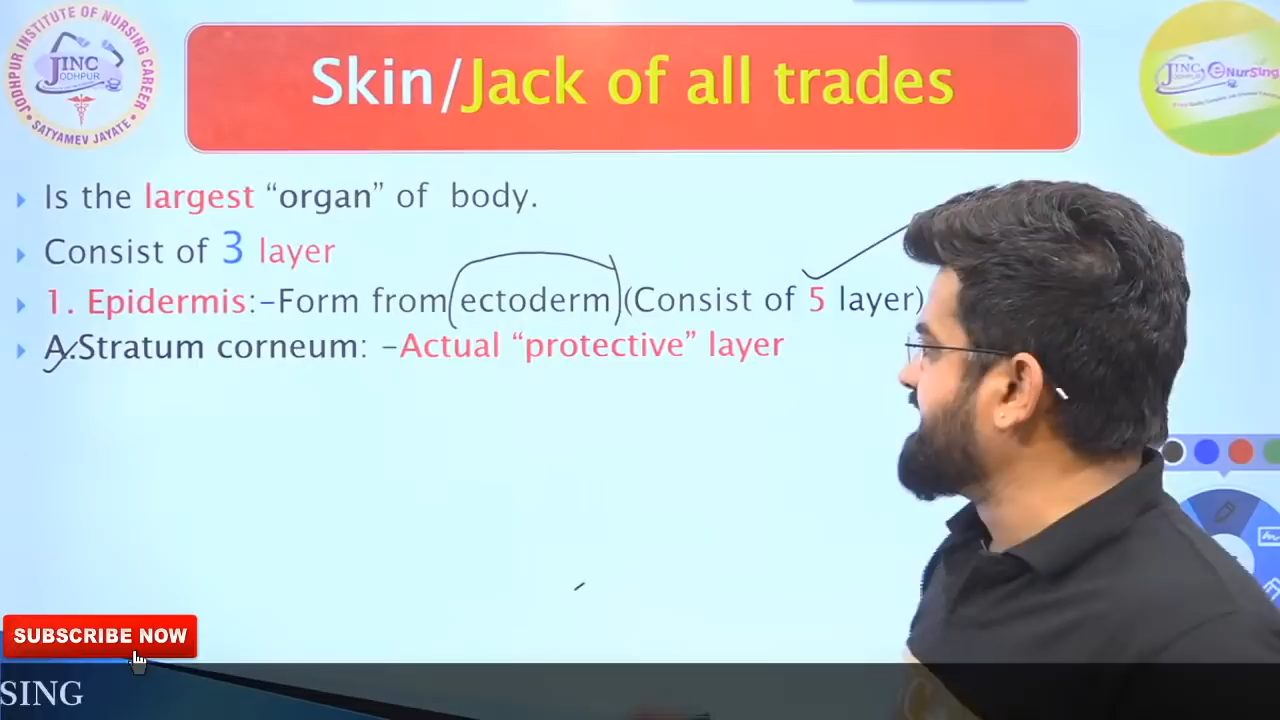 JODHPUR INSTITUTE OF NURSING CAREER
JINC
JODHPUR
SATYAMEV JAYATE
Skin/Jack of all trades
JINC
JODHPUR
eNursing
Is the largest “organ” of body.
Consist of 3 layer
1. Epidermis:-Form from ectoderm (Consist of 5 layer)
A.Stratum corneum: -Actual “protective” layer
SUBSCRIBE NOW
SING